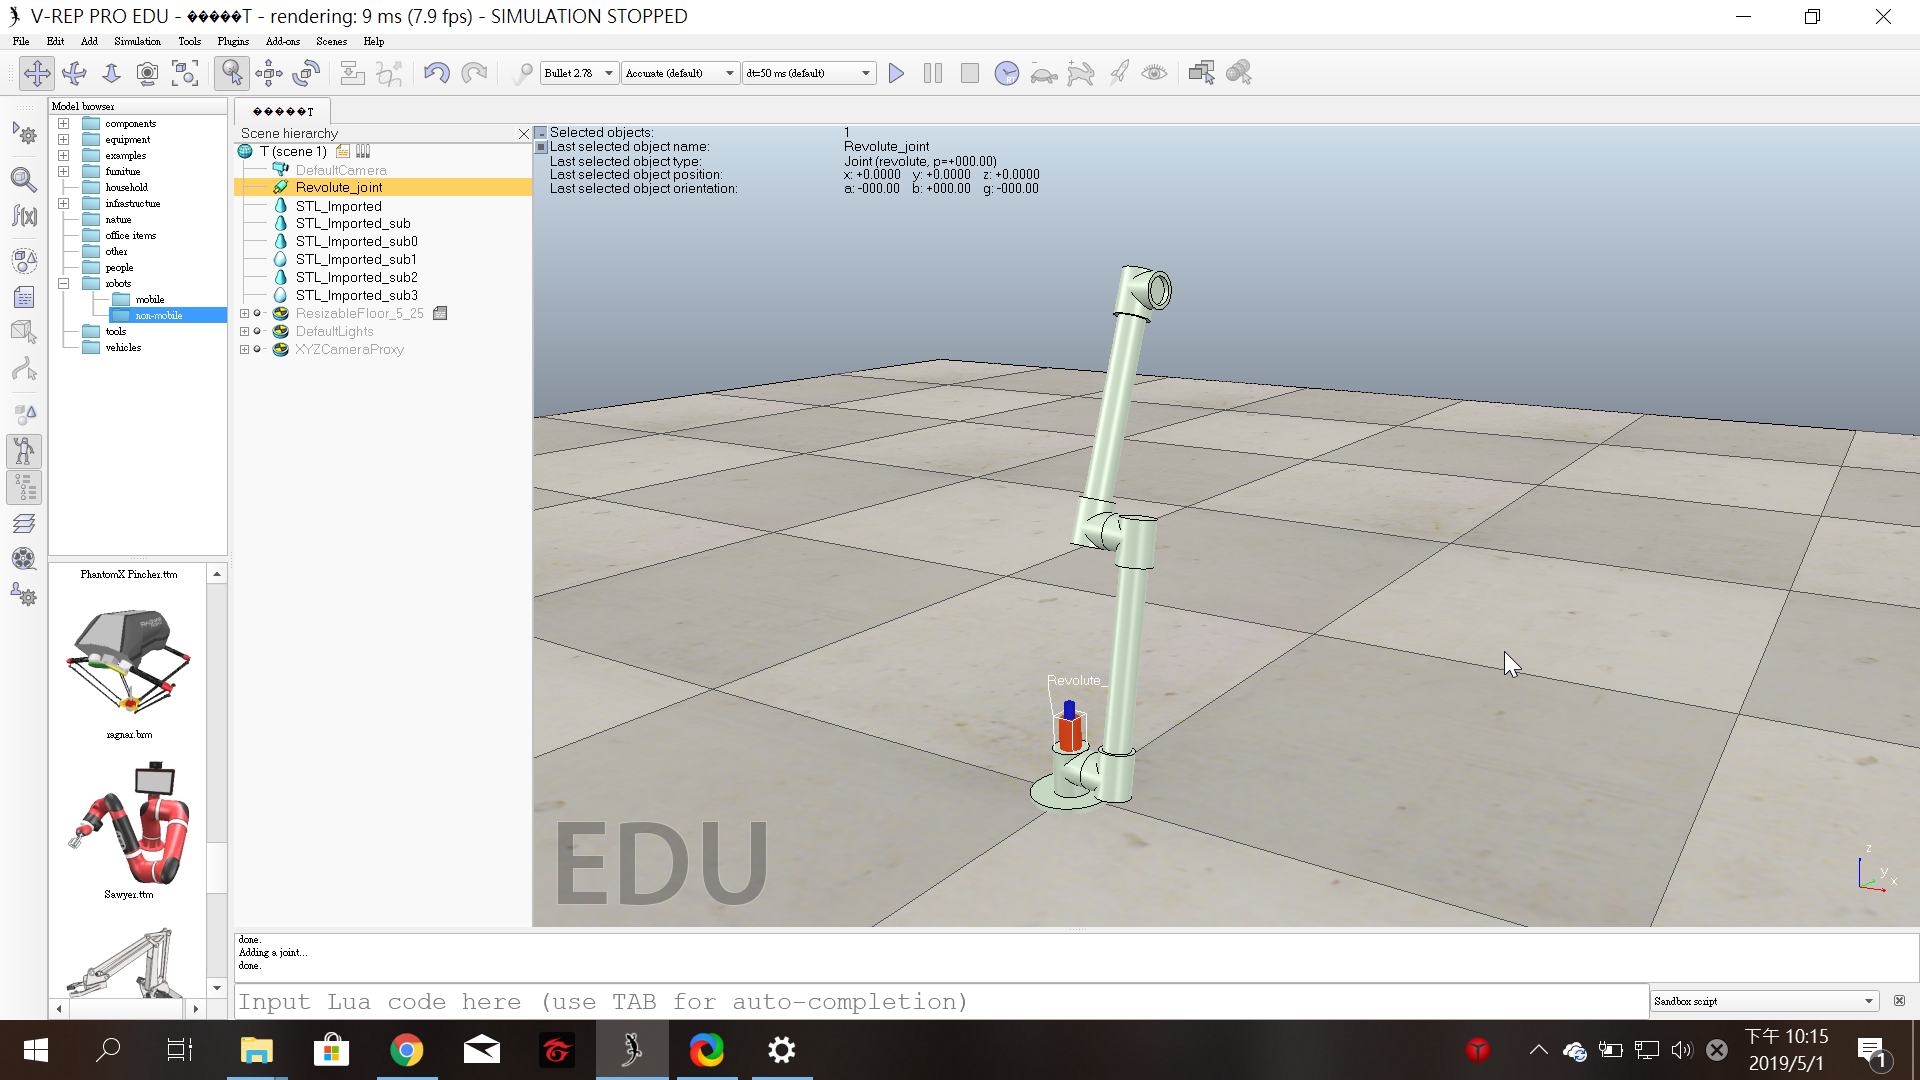 V-REP PRO EDU - �����T - rendering: 9 ms (7.9 fps) - SIMULATION STOPPED
File Edit Add Simulation Tools Plugins Add-ons Scenes Help
Bullet 2.78 Accurate (default) dt=50 ms (default)
Model browser
components
equipment
examples
furniture
household
infrastructure
nature
office items
other
people
robots
mobile
non-mobile
tools
vehicles
PhantomX Pincher.ttm
ragnar.brm
Sawyer.ttm
�����T
Scene hierarchy
T (scene 1)
DefaultCamera
Revolute_joint
STL_Imported
STL_Imported_sub
STL_Imported_sub0
STL_Imported_sub1
STL_Imported_sub2
STL_Imported_sub3
ResizableFloor_5_25
DefaultLights
XYZCameraProxy
Selected objects: 1
Last selected object name: Revolute_joint
Last selected object type: Joint (revolute, p=+000.00)
Last selected object position: x: +0.0000 y: +0.0000 z: +0.0000
Last selected object orientation: a: -000.00 b: +000.00 g: -000.00
Revolute_
EDU
z
y
x
done.
Adding a joint...
done.
Input Lua code here (use TAB for auto-completion)
Sandbox script
下午 10:15
2019/5/1
1